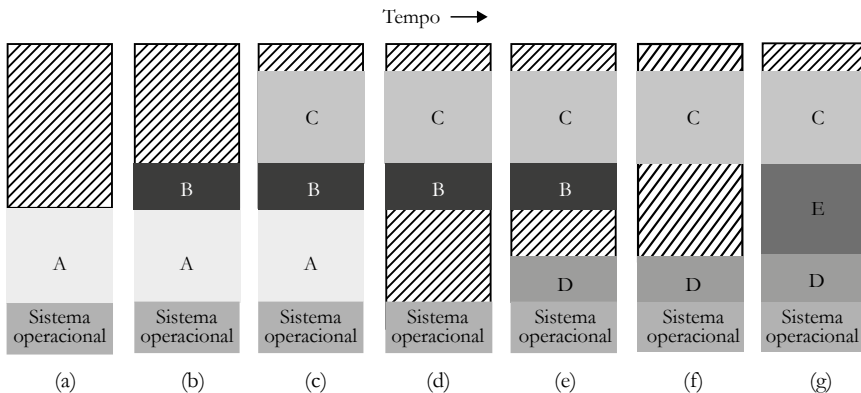 Tempo
C C C C C
B B B B E
A A A D D D
Sistema operacional Sistema operacional Sistema operacional Sistema operacional Sistema operacional Sistema operacional Sistema operacional
(a) (b) (c) (d) (e) (f) (g)